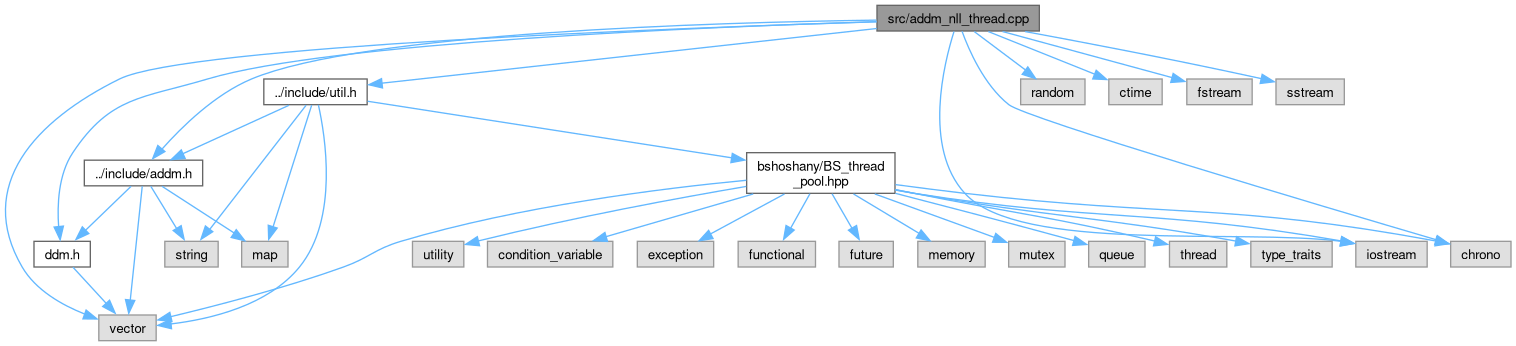 src/addm_nll_thread.cpp
../include/util.h
random
ctime
fstream
sstream
../include/addm.h
bshoshany/BS_thread
_pool.hpp
ddm.h
string
map
utility
condition_variable
exception
functional
future
memory
mutex
queue
thread
type_traits
iostream
chrono
vector